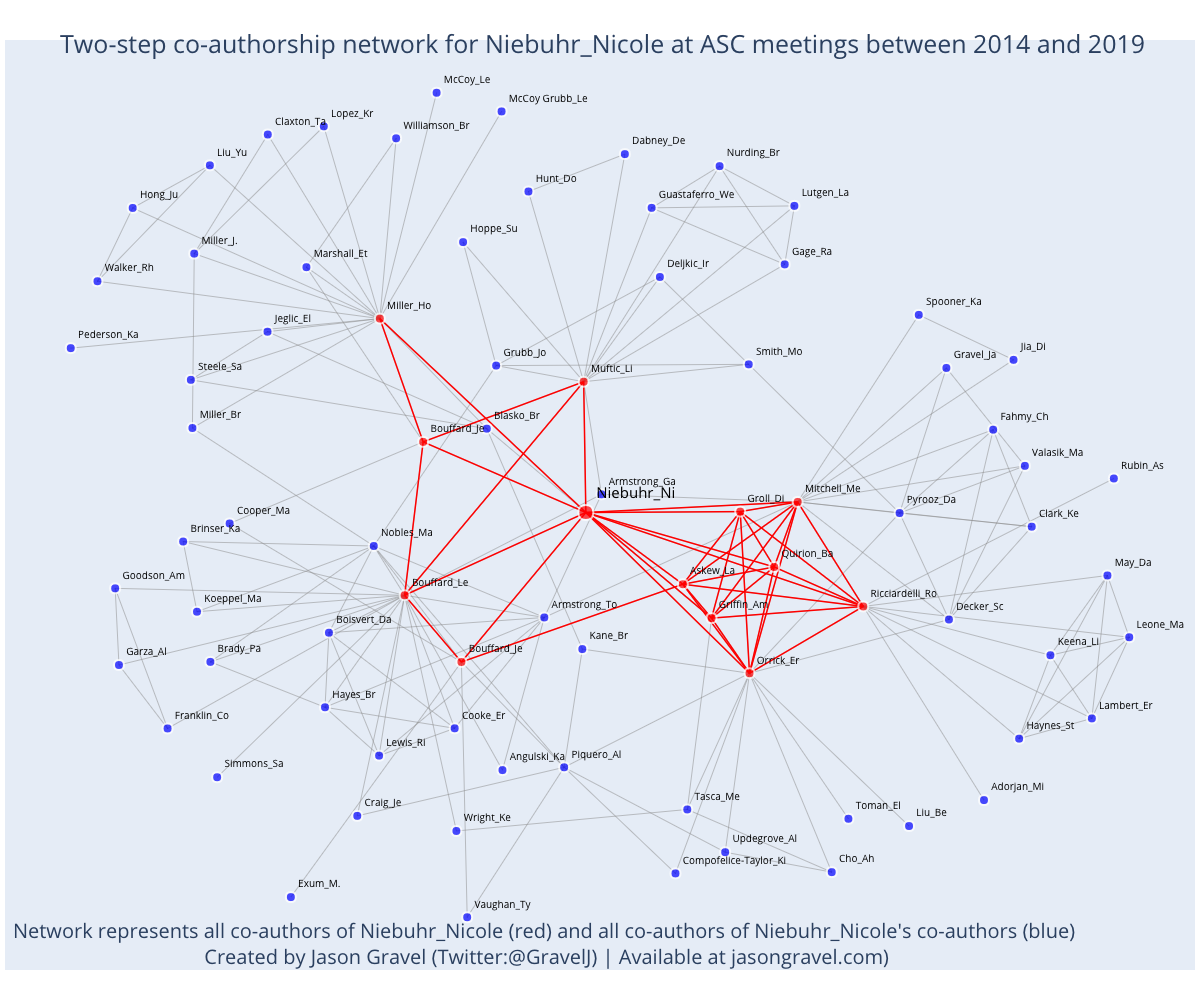 Two-step co-authorship network for Niebuhr_Nicole at ASC meetings between 2014 and 2019
McCoy_Le
McCoy Grubb_Le
Lopez_Kr
Claxton_Ta
Williamson_Br
Dabney_De
Liu_Yu
Nurding_Br
Hunt_Do
Hong_Ju
Guastaferro_We
Lutgen_La
Hoppe_Su
Miller_J.
Marshall_Et
Deljkic_Ir
Gage_Ra
Walker_Rh
Miller_Ho
Spooner_Ka
Jeglic_El
Pederson_Ka
Jia_Di
Grubb_Jo
Smith_Mo
Gravel_Ja
Steele_Sa
Muftic_Li
Miller_Br
Blasko_Br
Fahmy_Ch
Bouffard_Je
Valasik_Ma
Rubin_As
Armstrong_Ga
Niebuhr_Ni
Mitchell_Me
Groll_Di
Pyrooz_Da
Clark_Ke
Cooper_Ma
Brinser_Ka
Nobles_Ma
Quirion_Ba
May_Da
Goodson_Am
Askew_La
Bouffard_Le
Koeppel_Ma
Ricciardelli_Ro
Armstrong_To
Griffin_Am
Decker_Sc
Boisvert_Da
Leone_Ma
Kane_Br
Keena_Li
Garza_Al
Brady_Pa
Bouffard_Je
Orrick_Er
Hayes_Br
Lambert_Er
Franklin_Co
Cooke_Er
Haynes_St
Lewis_Ri
Angulski_Ka
Piquero_Al
Simmons_Sa
Adorjan_Mi
Tasca_Me
Craig_Je
Toman_El
Wright_Ke
Liu_Be
Updegrove_Al
Compofelice-Taylor_Ki
Cho_Ah
Exum_M.
Vaughan_Ty
Network represents all co-authors of Niebuhr_Nicole (red) and all co-authors of Niebuhr_Nicole's co-authors (blue)
Created by Jason Gravel (Twitter:@GravelJ) | Available at jasongravel.com)